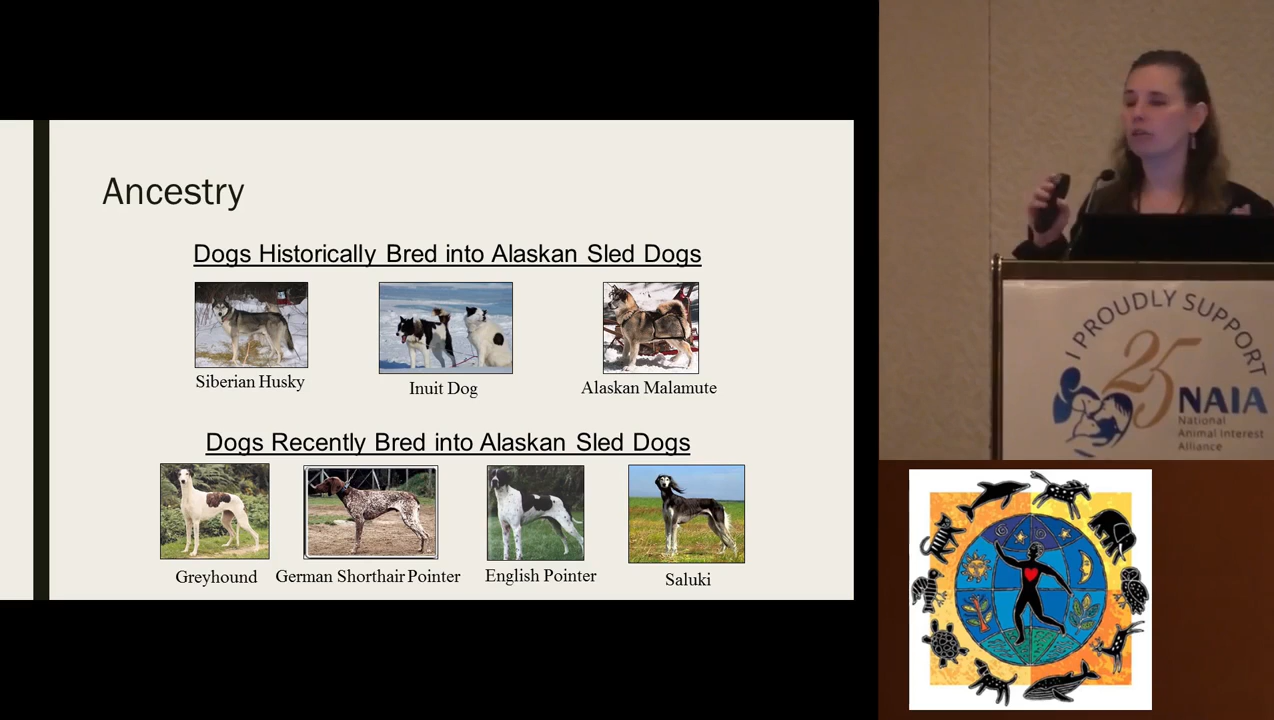 Ancestry
Dogs Historically Bred into Alaskan Sled Dogs
Siberian Husky
Inuit Dog
Alaskan Malamute
Dogs Recently Bred into Alaskan Sled Dogs
Greyhound
German Shorthair Pointer
English Pointer
Saluki
I PROUDLY SUPPORT
25
NAIA
National
Animal Interest
Alliance